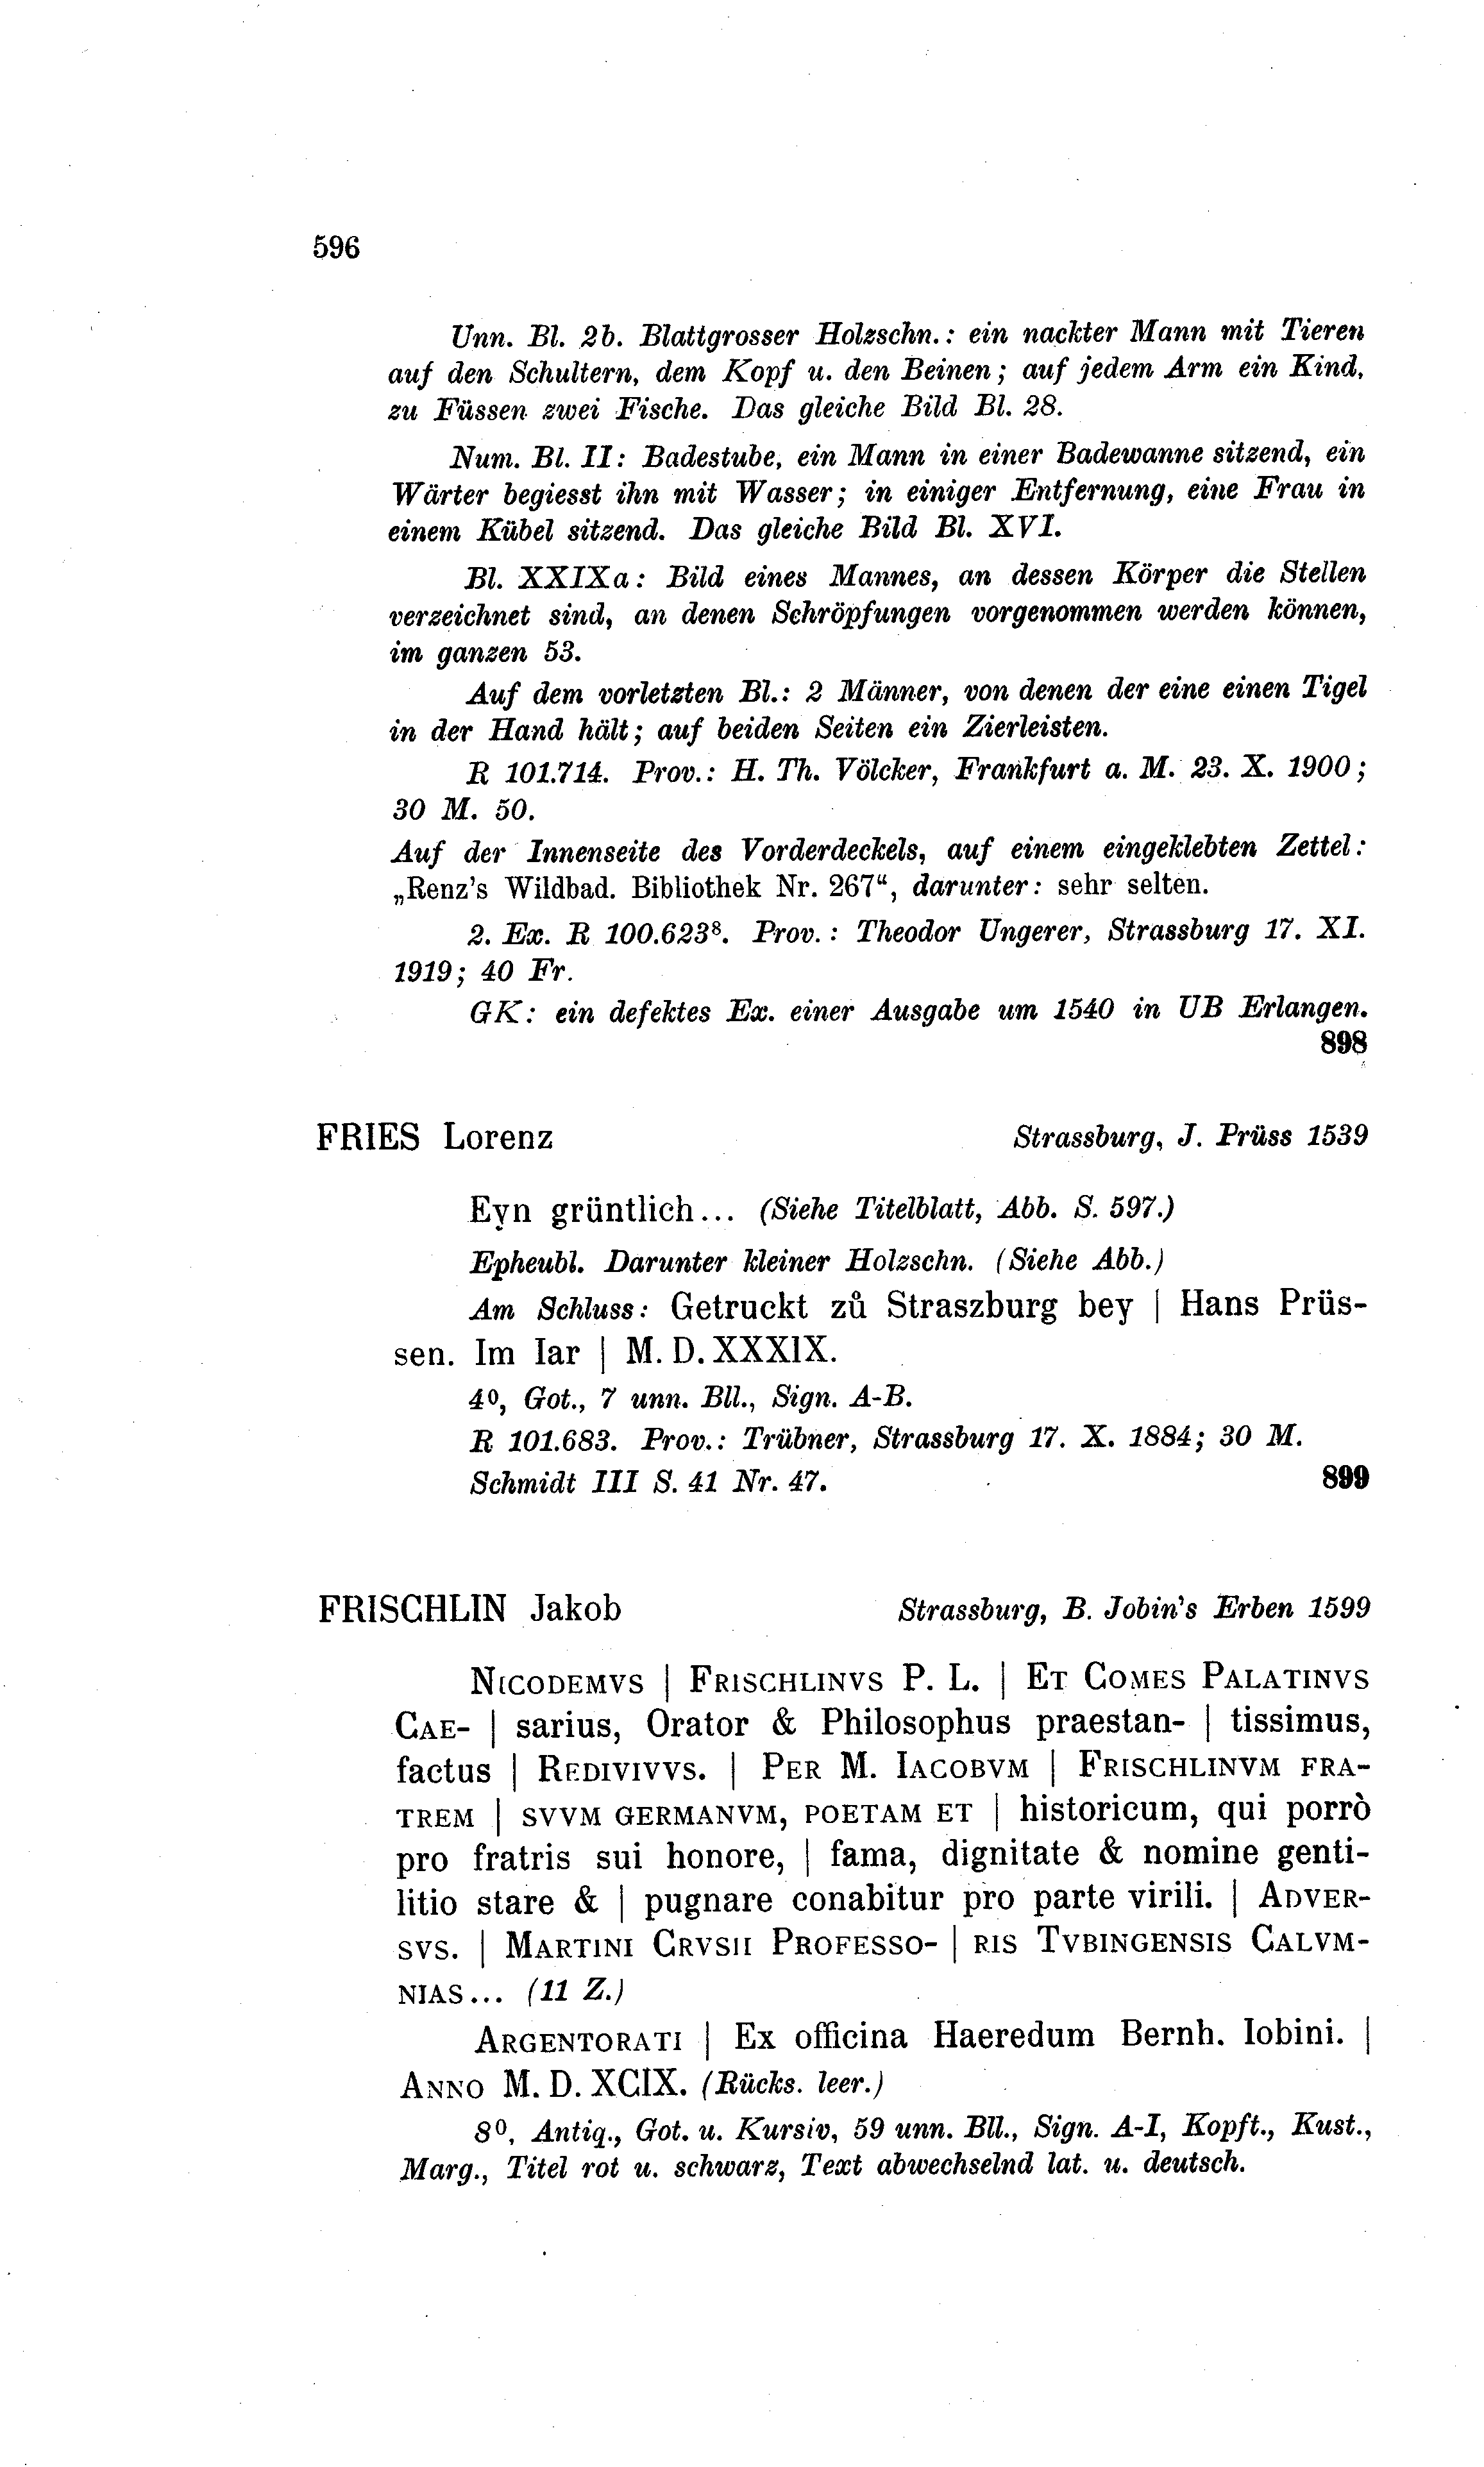 596
Unn. Bl. 2b. Blattgrosser Holzschn.: ein nackter Mann mit Tieren
auf den Schultern, dem Kopf u. den Beinen; auf jedem Arm ein Kind,
zu Füssen zwei Fische. Das gleiche Bild Bl. 28.
Num. Bl. II: Badestube, ein Mann in einer Badewanne sitzend, ein
Wärter begiesst ihn mit Wasser; in einiger Entfernung, eine Frau in
einem Kübel sitzend. Das gleiche Bild Bl. XVI.
Bl. XXIXa: Bild eines Mannes, an dessen Körper die Stellen
verzeichnet sind, an denen Schröpfungen vorgenommen werden können,
im ganzen 53.
Auf dem vorletzten Bl.: 2 Männer, von denen der eine einen Tigel
in der Hand hält; auf beiden Seiten ein Zierleisten.
R 101.714. Prov.: H. Th. Völcker, Frankfurt a. M. 23. X. 1900;
30 M. 50.
Auf der Innenseite des Vorderdeckels, auf einem eingeklebten Zettel:
„Renz's Wildbad. Bibliothek Nr. 267“, darunter: sehr selten.
2. Ex. R 100.623⁸. Prov.: Theodor Ungerer, Strassburg 17. XI.
1919; 40 Fr.
GK: ein defektes Ex. einer Ausgabe um 1540 in UB Erlangen.
898
FRIES Lorenz Strassburg, J. Prüss 1539
Eyn grüntlich... (Siehe Titelblatt, Abb. S. 597.)
Epheubl. Darunter kleiner Holzschn. (Siehe Abb.)
Am Schluss: Getruckt zů Straszburg bey | Hans Prüs-
sen. Im Iar | M. D. XXXIX.
4⁰, Got., 7 unn. Bll., Sign. A-B.
R 101.683. Prov.: Trübner, Strassburg 17. X. 1884; 30 M.
Schmidt III S. 41 Nr. 47. 899
FRISCHLIN Jakob Strassburg, B. Jobin's Erben 1599
NICODEMVS | FRISCHLINVS P. L. | ET COMES PALATINVS
CAE- | sarius, Orator & Philosophus praestan- | tissimus,
factus | REDIVIVVS. | PER M. IACOBVM | FRISCHLINVM FRA-
TREM | SVVM GERMANVM, POETAM ET | historicum, qui porrò
pro fratris sui honore, | fama, dignitate & nomine genti-
litio stare & | pugnare conabitur pro parte virili. | ADVER-
SVS. | MARTINI CRVSII PROFESSO- | RIS TVBINGENSIS CALVM-
NIAS... (11 Z.)
ARGENTORATI | Ex officina Haeredum Bernh. Iobini. |
ANNO M. D. XCIX. (Rücks. leer.)
8⁰, Antiq., Got. u. Kursiv, 59 unn. Bll., Sign. A-I, Kopft., Kust.,
Marg., Titel rot u. schwarz, Text abwechselnd lat. u. deutsch.